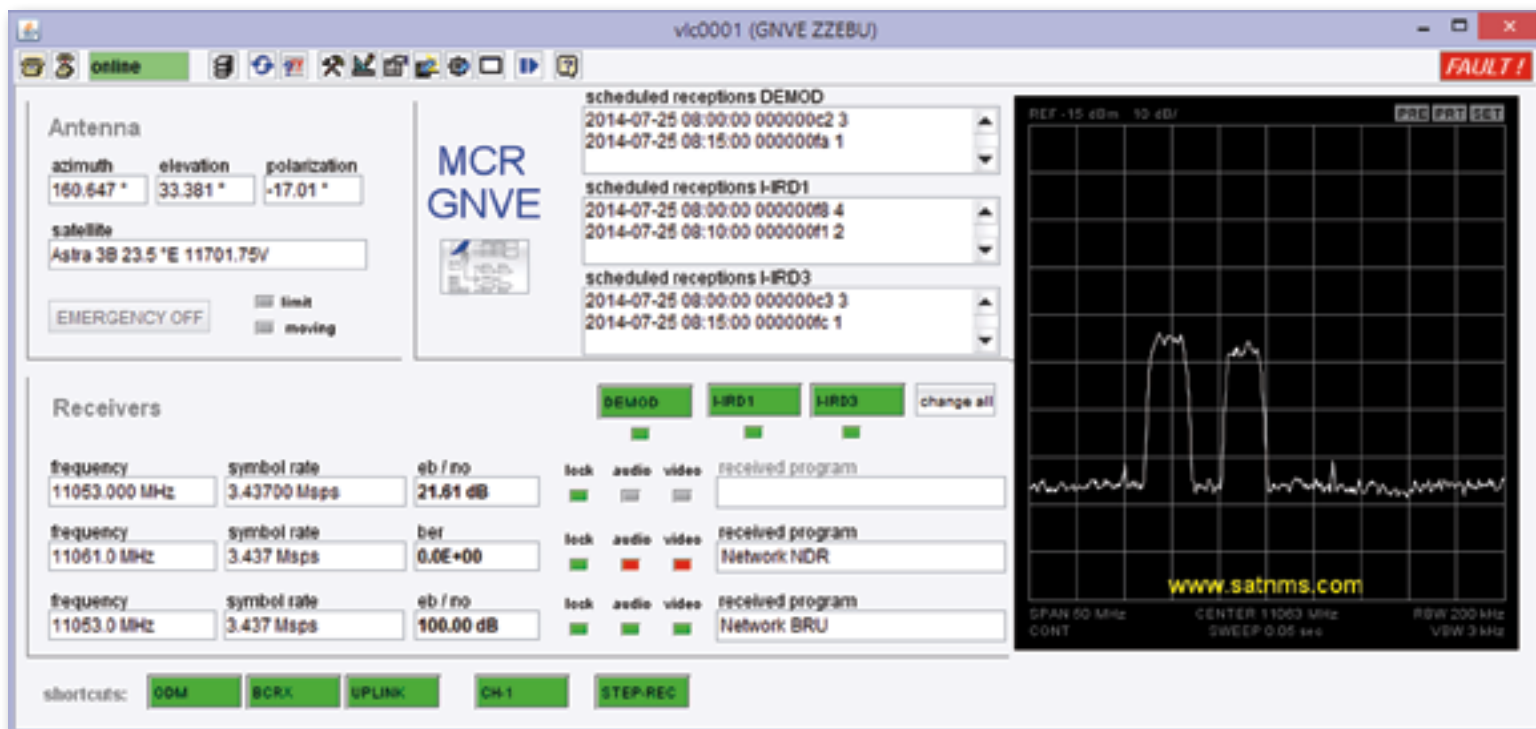 vlc0001 (GNVE ZZEBU)
online
FAULT !
Antenna
azimuth elevation polarization
160.647 ° 33.381 ° -17.01 °
satellite
Astra 3B 23.5 °E 11701.75V
EMERGENCY OFF
limit
moving
MCR
GNVE
scheduled receptions DEMOD
2014-07-25 08:00:00 000000c2 3
2014-07-25 08:15:00 000000fa 1
scheduled receptions I-IRD1
2014-07-25 08:00:00 000000f8 4
2014-07-25 08:10:00 000000f1 2
scheduled receptions I-IRD3
2014-07-25 08:00:00 000000c3 3
2014-07-25 08:15:00 000000fc 1
REF -15 dBm 10 dB/ PRE PRT SET
www.satnms.com
SPAN 50 MHz CENTER 11053 MHz RBW 200 kHz
CONT SWEEP 0.05 sec VBW 3 kHz
Receivers
DEMOD I-IRD1 I-IRD3 change all
frequency symbol rate eb / no lock audio video received program
11053.000 MHz 3.43700 Msps 21.61 dB
frequency symbol rate ber lock audio video received program
11061.0 MHz 3.437 Msps 0.0E+00 Network NDR
frequency symbol rate eb / no lock audio video received program
11053.0 MHz 3.437 Msps 100.00 dB Network BRU
shortcuts: ODM BCRX UPLINK CH-1 STEP-REC